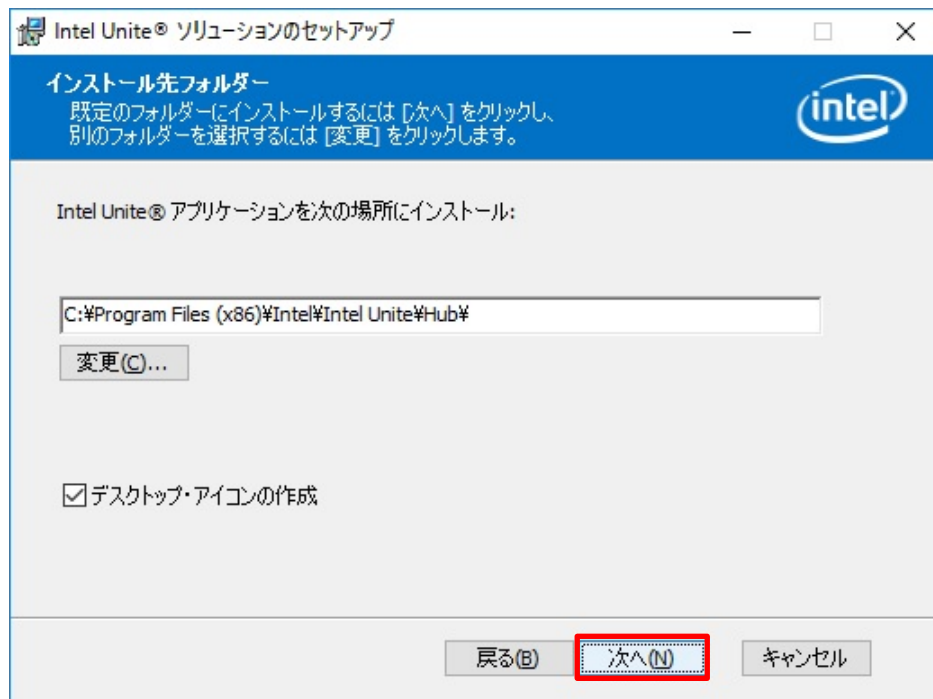 Intel Unite® ソリューションのセットアップ
インストール先フォルダー
既定のフォルダーにインストールするには [次へ] をクリックし、
別のフォルダーを選択するには [変更] をクリックします。
intel
Intel Unite® アプリケーションを次の場所にインストール:
C:¥Program Files (x86)¥Intel¥Intel Unite¥Hub¥
変更(C)...
デスクトップ・アイコンの作成
戻る(B) 次へ(N) キャンセル